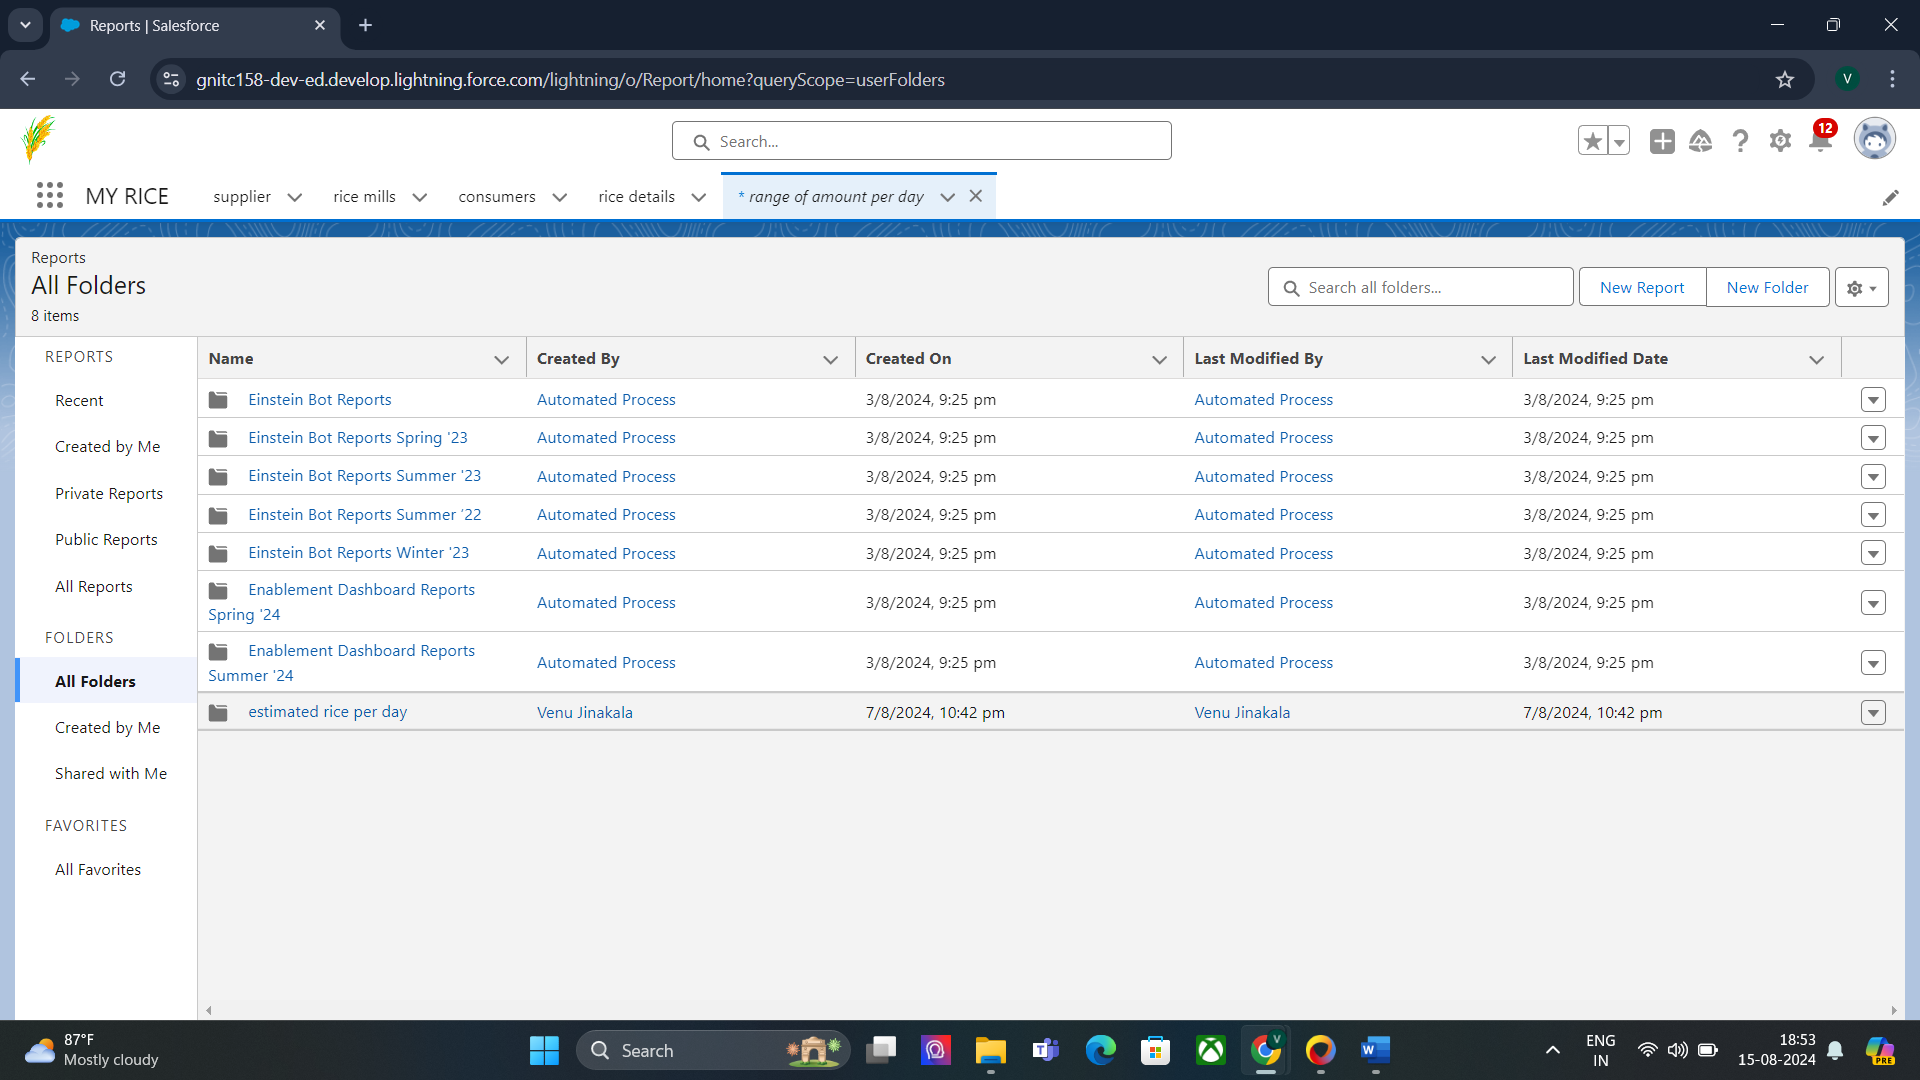 Reports | Salesforce
gnitc158-dev-ed.develop.lightning.force.com/lightning/o/Report/home?queryScope=userFolders
V
Search...
12
MY RICE
supplier
rice mills
consumers
rice details
* range of amount per day
Reports
All Folders
8 items
Search all folders...
New Report
New Folder
REPORTS
Recent
Created by Me
Private Reports
Public Reports
All Reports
FOLDERS
All Folders
Created by Me
Shared with Me
FAVORITES
All Favorites
Name Created By Created On Last Modified By Last Modified Date
Einstein Bot Reports Automated Process 3/8/2024, 9:25 pm Automated Process 3/8/2024, 9:25 pm
Einstein Bot Reports Spring '23 Automated Process 3/8/2024, 9:25 pm Automated Process 3/8/2024, 9:25 pm
Einstein Bot Reports Summer '23 Automated Process 3/8/2024, 9:25 pm Automated Process 3/8/2024, 9:25 pm
Einstein Bot Reports Summer ‘22 Automated Process 3/8/2024, 9:25 pm Automated Process 3/8/2024, 9:25 pm
Einstein Bot Reports Winter '23 Automated Process 3/8/2024, 9:25 pm Automated Process 3/8/2024, 9:25 pm
Enablement Dashboard Reports
Spring '24 Automated Process 3/8/2024, 9:25 pm Automated Process 3/8/2024, 9:25 pm
Enablement Dashboard Reports
Summer '24 Automated Process 3/8/2024, 9:25 pm Automated Process 3/8/2024, 9:25 pm
estimated rice per day Venu Jinakala 7/8/2024, 10:42 pm Venu Jinakala 7/8/2024, 10:42 pm
87°F
Mostly cloudy
Search
V
ENG
IN
18:53
15-08-2024
PRE